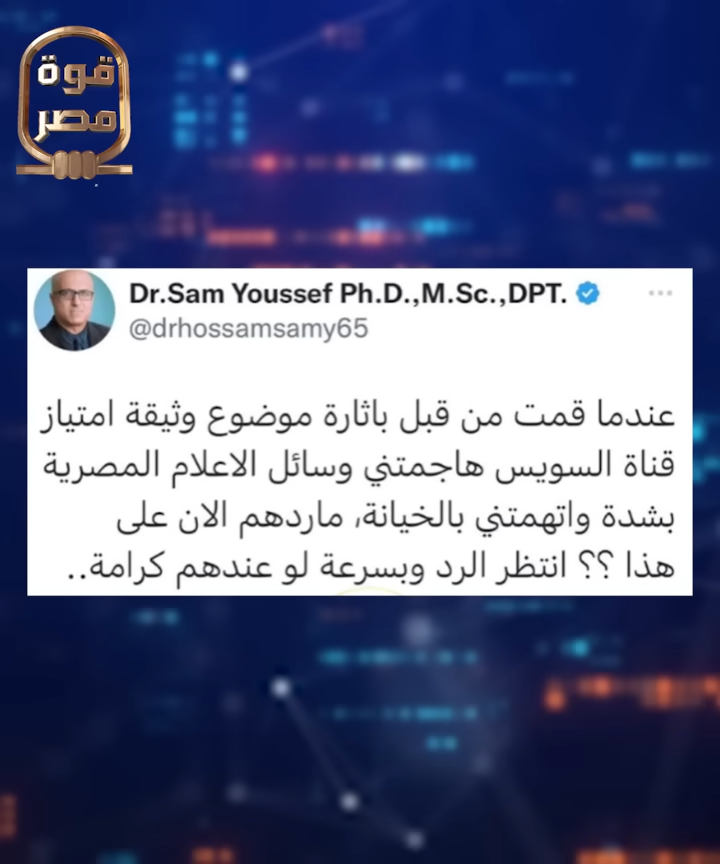 قوة
مصر
Dr.Sam Youssef Ph.D.,M.Sc.,DPT.
@drhossamsamy65
عندما قمت من قبل باثارة موضوع وثيقة امتياز
قناة السويس هاجمتني وسائل الاعلام المصرية
بشدة واتهمتني بالخيانة، ماردهم الان على
هذا ؟؟ انتظر الرد وبسرعة لو عندهم كرامة..